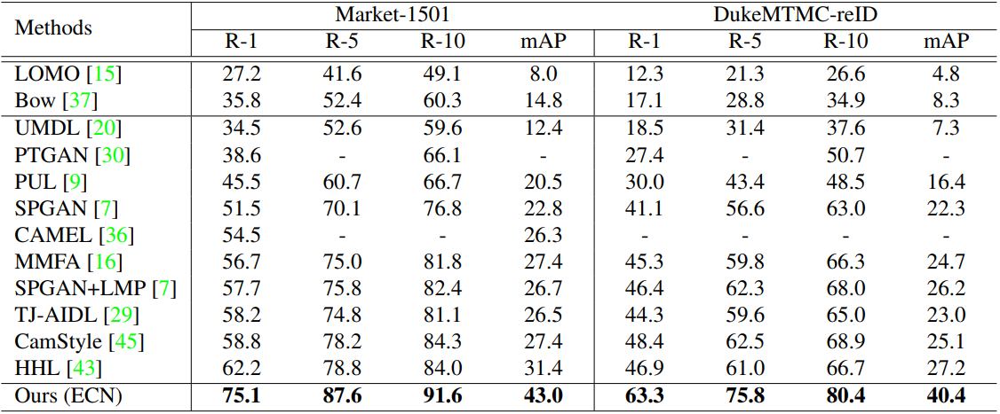 Methods Market-1501 DukeMTMC-reID
R-1 R-5 R-10 mAP R-1 R-5 R-10 mAP
LOMO [15] 27.2 41.6 49.1 8.0 12.3 21.3 26.6 4.8
Bow [37] 35.8 52.4 60.3 14.8 17.1 28.8 34.9 8.3
UMDL [20] 34.5 52.6 59.6 12.4 18.5 31.4 37.6 7.3
PTGAN [30] 38.6 - 66.1 - 27.4 - 50.7 -
PUL [9] 45.5 60.7 66.7 20.5 30.0 43.4 48.5 16.4
SPGAN [7] 51.5 70.1 76.8 22.8 41.1 56.6 63.0 22.3
CAMEL [36] 54.5 - - 26.3 - - - -
MMFA [16] 56.7 75.0 81.8 27.4 45.3 59.8 66.3 24.7
SPGAN+LMP [7] 57.7 75.8 82.4 26.7 46.4 62.3 68.0 26.2
TJ-AIDL [29] 58.2 74.8 81.1 26.5 44.3 59.6 65.0 23.0
CamStyle [45] 58.8 78.2 84.3 27.4 48.4 62.5 68.9 25.1
HHL [43] 62.2 78.8 84.0 31.4 46.9 61.0 66.7 27.2
Ours (ECN) 75.1 87.6 91.6 43.0 63.3 75.8 80.4 40.4